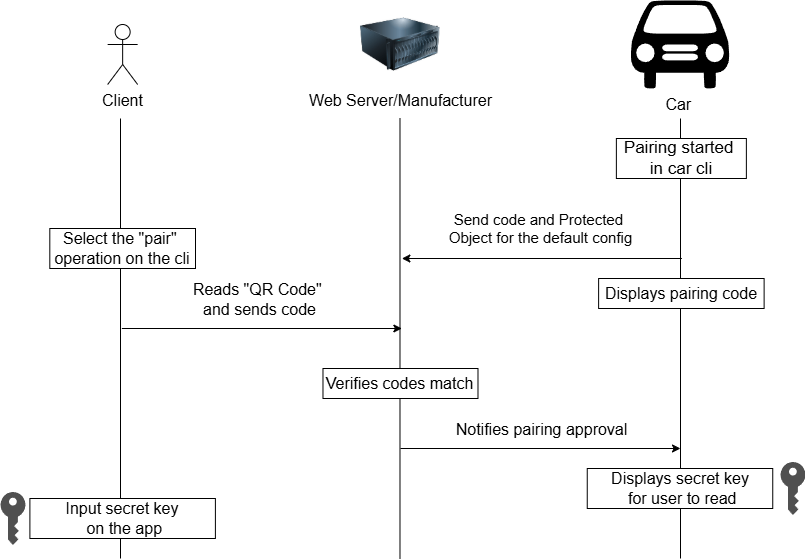 Client
Web Server/Manufacturer
Car
Pairing started
in car cli
Send code and Protected
Object for the default config
Select the "pair"
operation on the cli
Displays pairing code
Reads "QR Code"
and sends code
Verifies codes match
Notifies pairing approval
Displays secret key
for user to read
Input secret key
on the app